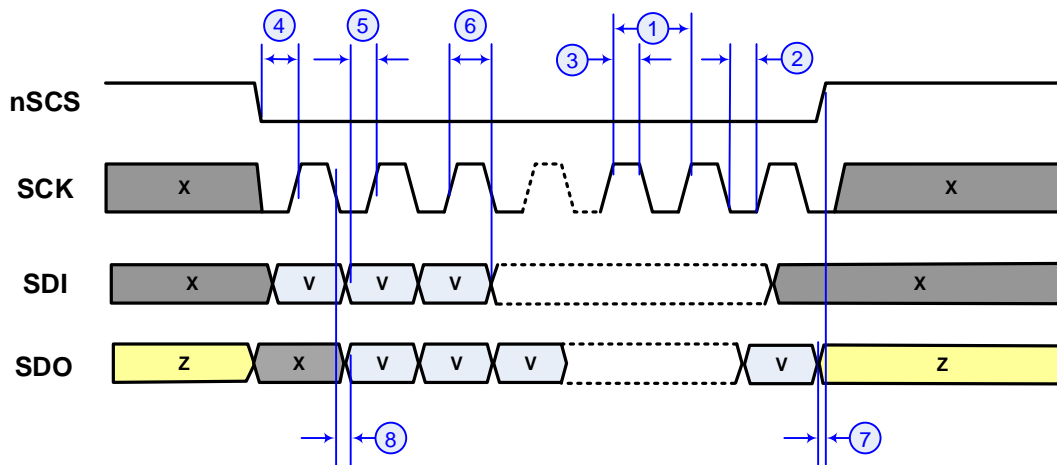 4 5 6 1
3 2
nSCS
SCK X X
SDI X V V V X
SDO Z X V V V V Z
8 7